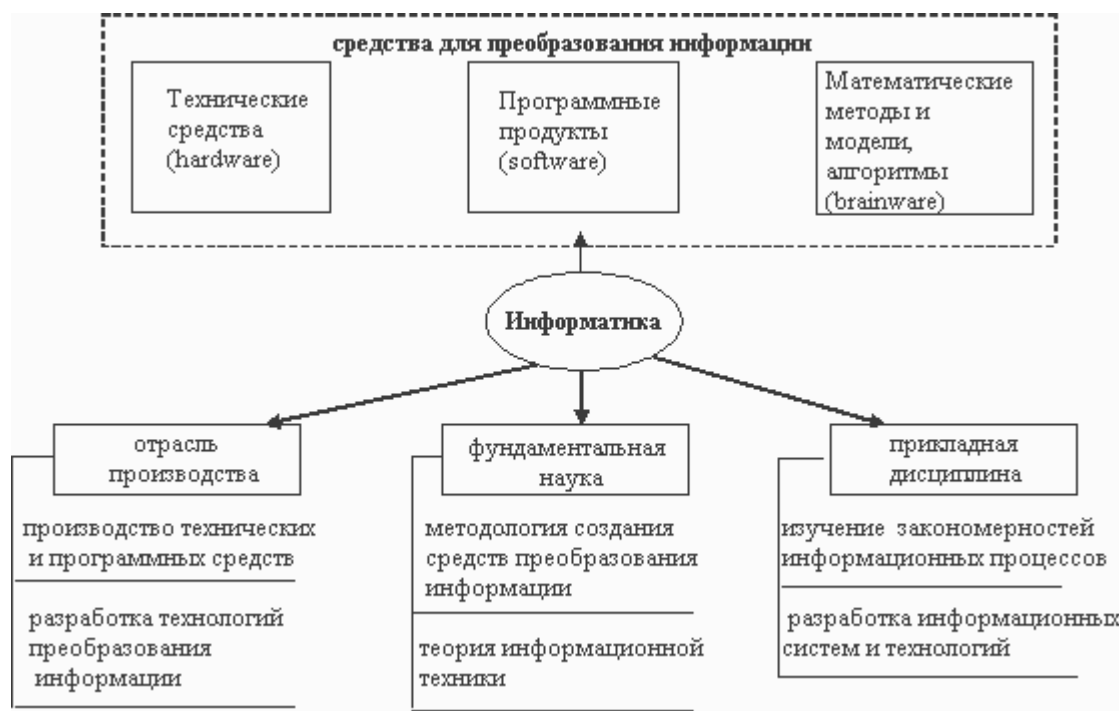 средства для преобразования информации
Технические
средства
(hardware)
Программные
продукты
(software)
Математические
методы и
модели,
алгоритмы
(brainware)
Информатика
отрасль
производства
фундаментальная
наука
прикладная
дисциплина
производство технических
и программных средств
разработка технологий
преобразования
информации
методология создания
средств преобразования
информации
теория информационной
техники
изучение закономерностей
информационных процессов
разработка информационных
систем и технологий